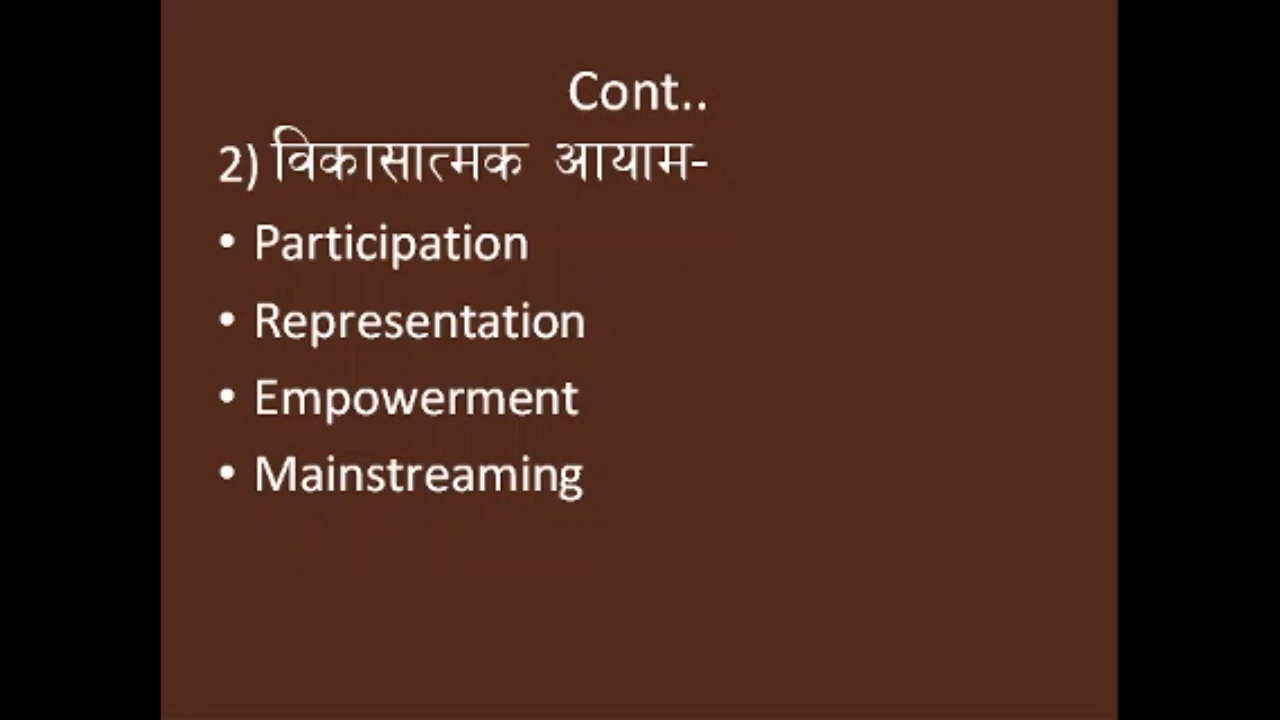 Cont..
2) विकासात्मक आयाम-
• Participation
• Representation
• Empowerment
• Mainstreaming